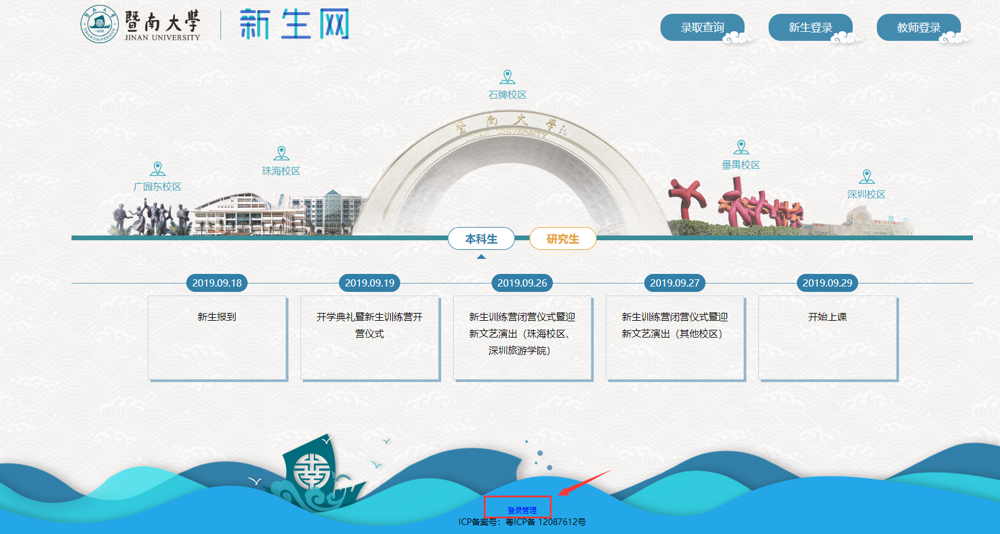 暨南大學
JINAN UNIVERSITY
新生网
录取查询
新生登录
教师登录
石牌校区
暨南大學
JINAN UNIVERSITY
珠海校区
番禺校区
广园东校区
深圳校区
本科生
研究生
2019.09.18
2019.09.19
2019.09.26
2019.09.27
2019.09.29
新生报到
开学典礼暨新生训练营开
营仪式
新生训练营闭营仪式暨迎
新文艺演出（珠海校区、
深圳旅游学院）
新生训练营闭营仪式暨迎
新文艺演出（其他校区）
开始上课
登录管理
ICP备案号：粤ICP备 12087612号